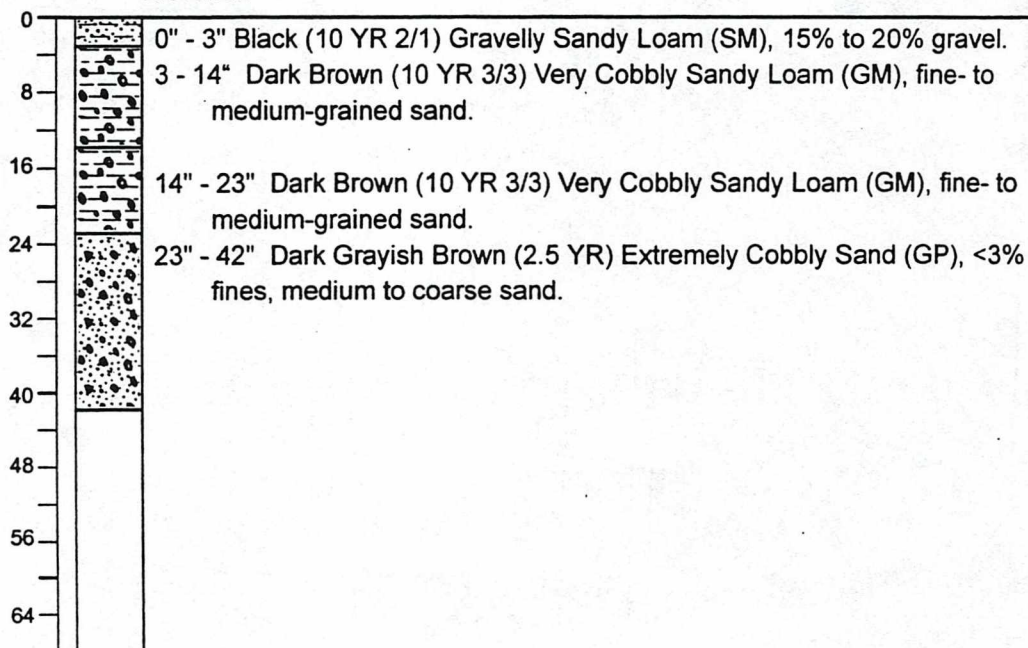 0
0" - 3" Black (10 YR 2/1) Gravelly Sandy Loam (SM), 15% to 20% gravel.
3 - 14" Dark Brown (10 YR 3/3) Very Cobbly Sandy Loam (GM), fine- to
8
medium-grained sand.
16
14" - 23" Dark Brown (10 YR 3/3) Very Cobbly Sandy Loam (GM), fine- to
medium-grained sand.
24
23" - 42" Dark Grayish Brown (2.5 YR) Extremely Cobbly Sand (GP), <3%
fines, medium to coarse sand.
32
40
48
56
64